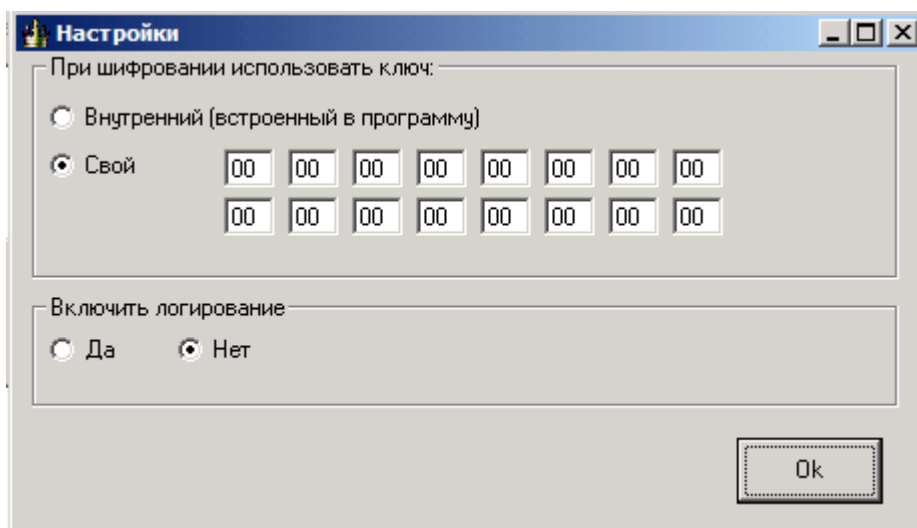 Настройки
При шифровании использовать ключ:
Внутренний (встроенный в программу)
Свой 00 00 00 00 00 00 00 00
00 00 00 00 00 00 00 00
Включить логирование
Да Нет
Ok